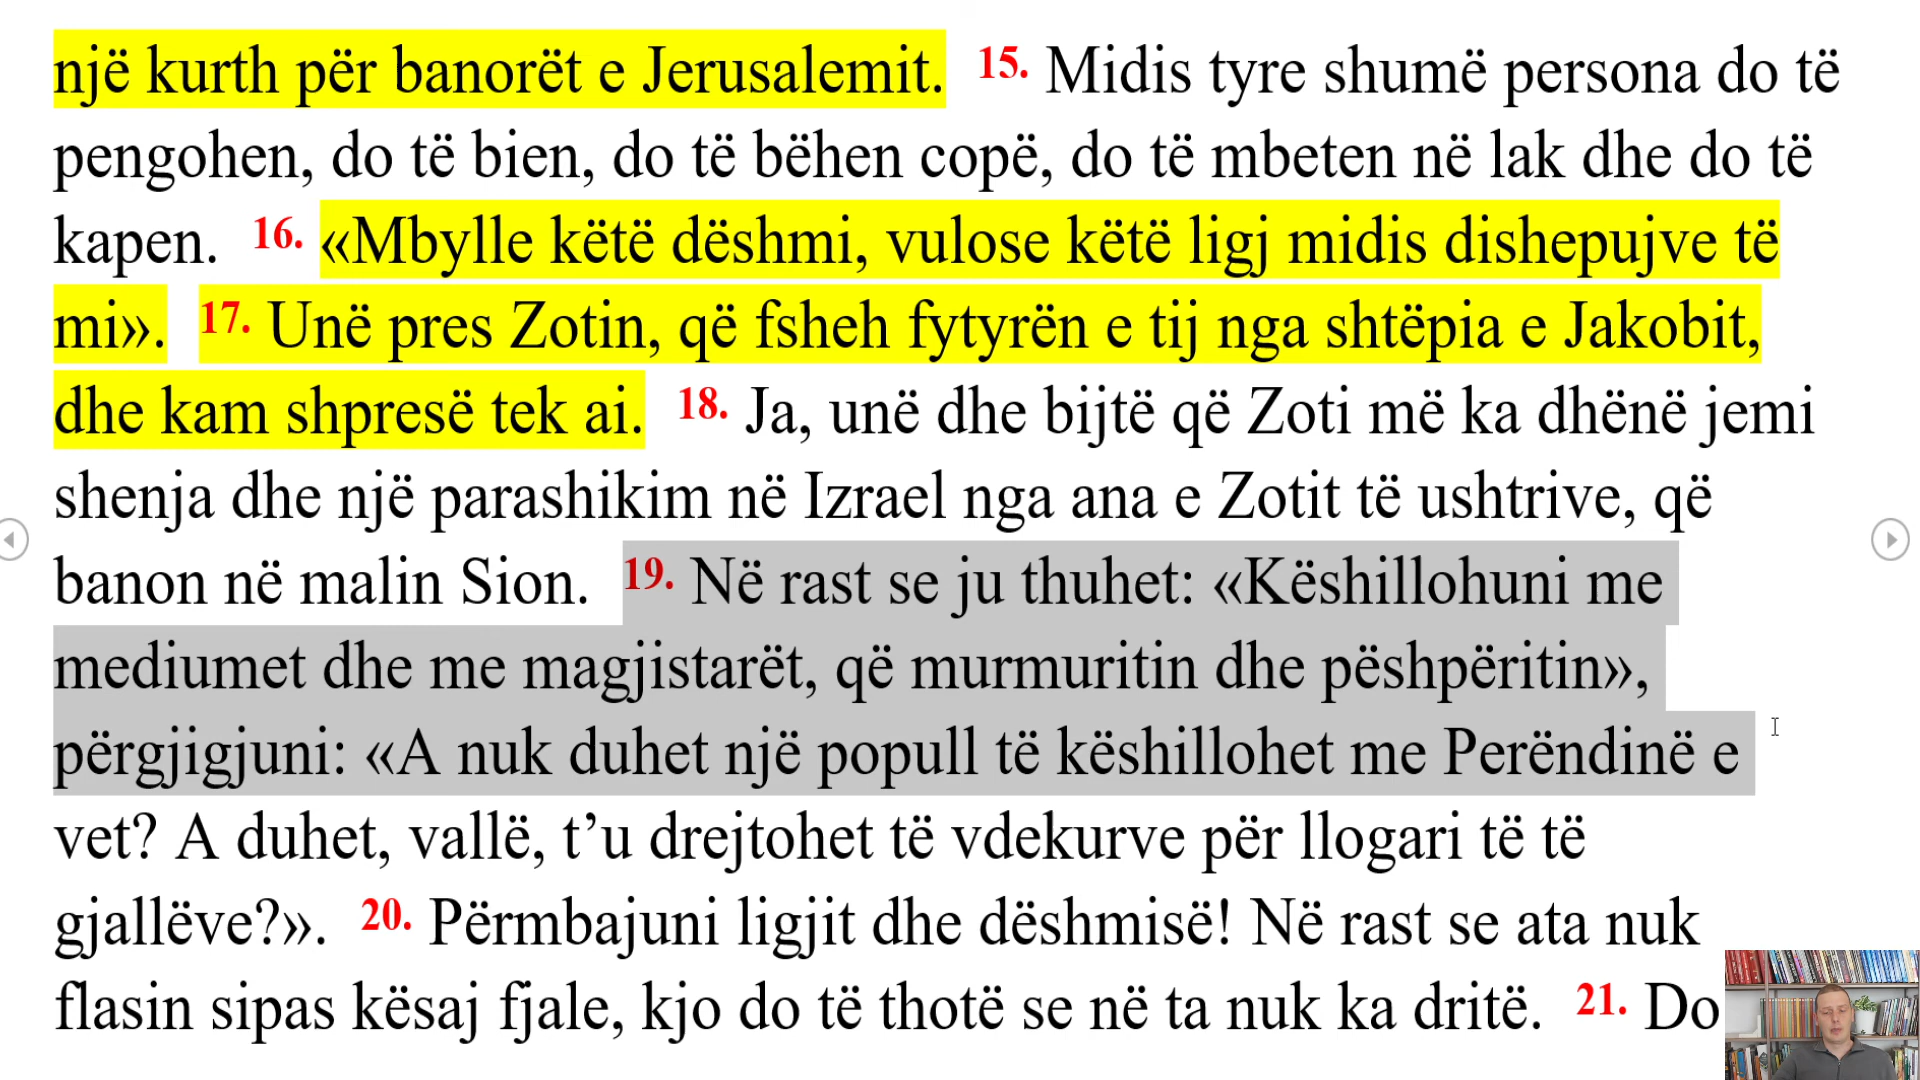 një kurth për banorët e Jerusalemit. 15. Midis tyre shumë persona do të
pengohen, do të bien, do të bëhen copë, do të mbeten në lak dhe do të
kapen. 16. «Mbylle këtë dëshmi, vulose këtë ligj midis dishepujve të
mi». 17. Unë pres Zotin, që fsheh fytyrën e tij nga shtëpia e Jakobit,
dhe kam shpresë tek ai. 18. Ja, unë dhe bijtë që Zoti më ka dhënë jemi
shenja dhe një parashikim në Izrael nga ana e Zotit të ushtrive, që
banon në malin Sion. 19. Në rast se ju thuhet: «Këshillohuni me
mediumet dhe me magjistarët, që murmuritin dhe pëshpëritin»,
përgjigjuni: «A nuk duhet një popull të këshillohet me Perëndinë e
vet? A duhet, vallë, t’u drejtohet të vdekurve për llogari të të
gjallëve?». 20. Përmbajuni ligjit dhe dëshmisë! Në rast se ata nuk
flasin sipas kësaj fjale, kjo do të thotë se në ta nuk ka dritë. 21. Do